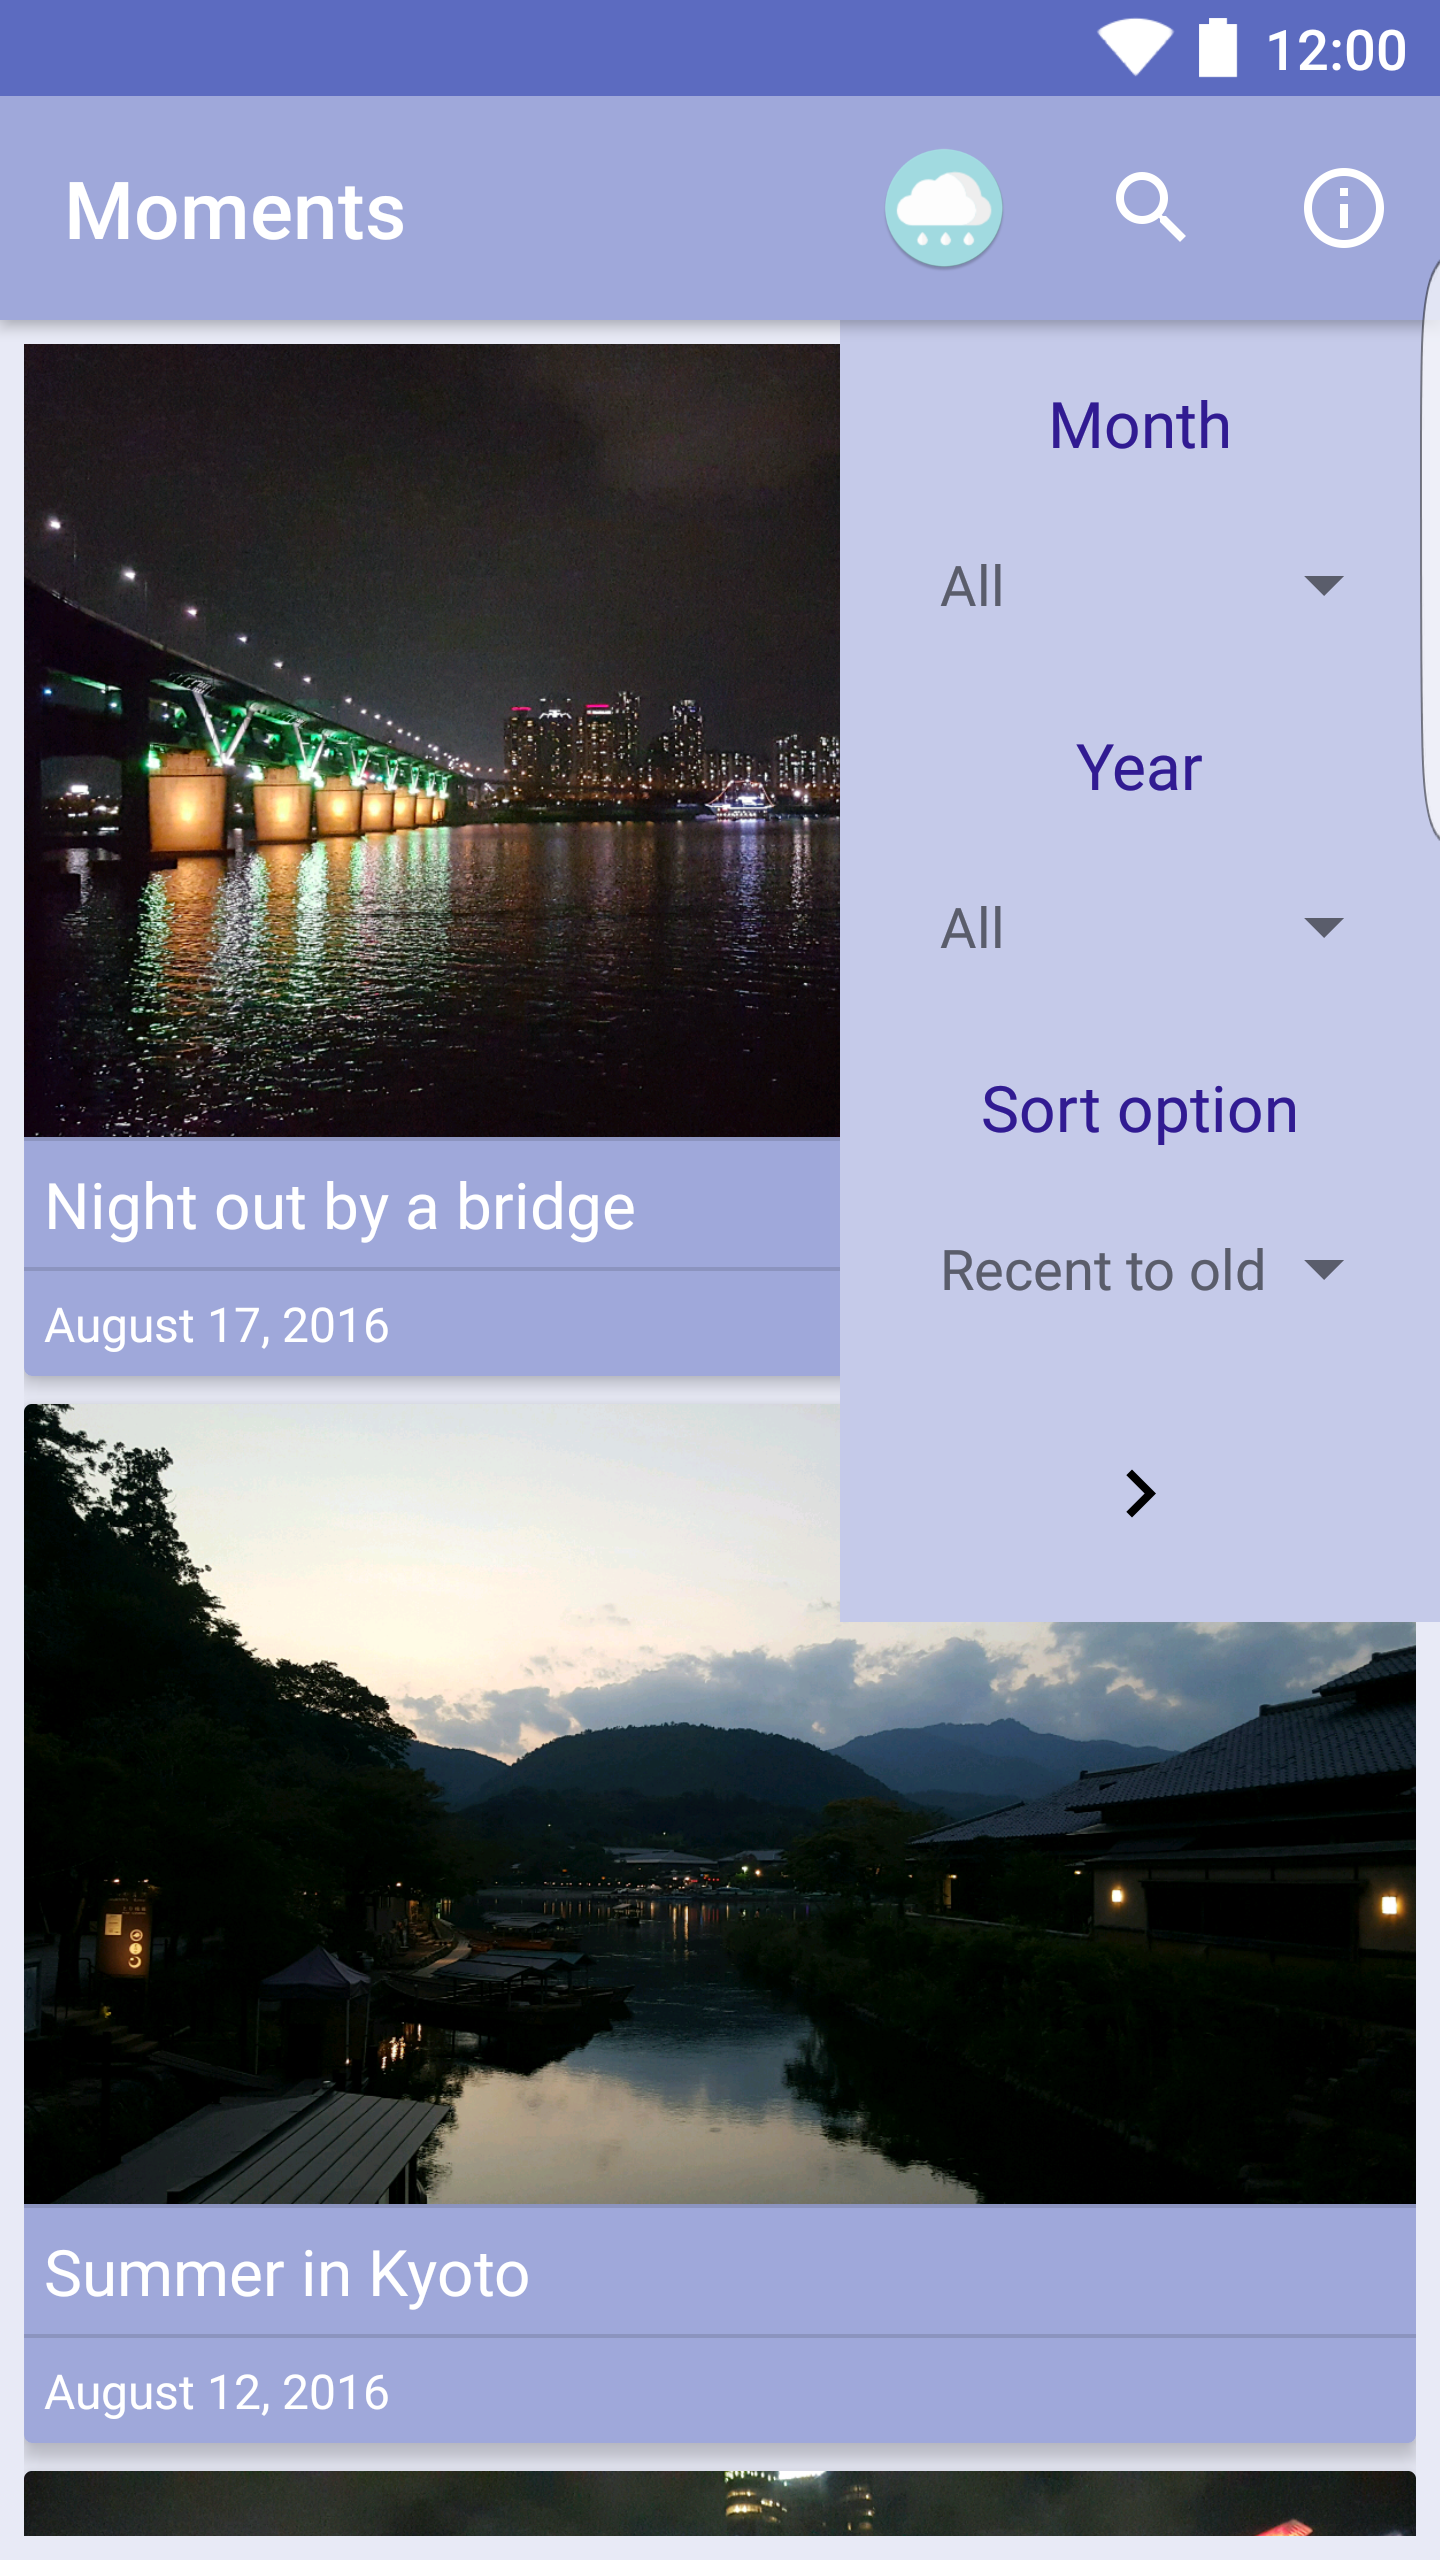 12:00
Moments
Month
All
Year
All
Sort option
Recent to old
Night out by a bridge
August 17, 2016
Summer in Kyoto
August 12, 2016